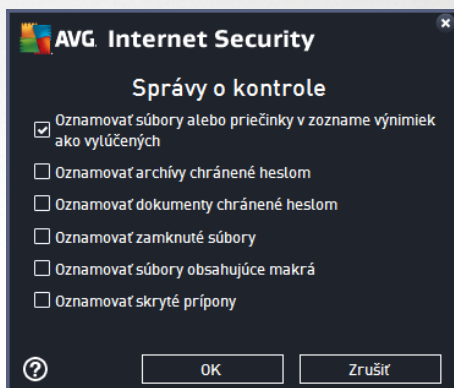 AVG Internet Security
Správy o kontrole
Oznamovať súbory alebo priečinky v zozname výnimiek
ako vylúčených
Oznamovať archívy chránené heslom
Oznamovať dokumenty chránené heslom
Oznamovať zamknuté súbory
Oznamovať súbory obsahujúce makrá
Oznamovať skryté prípony
? OK Zrušiť